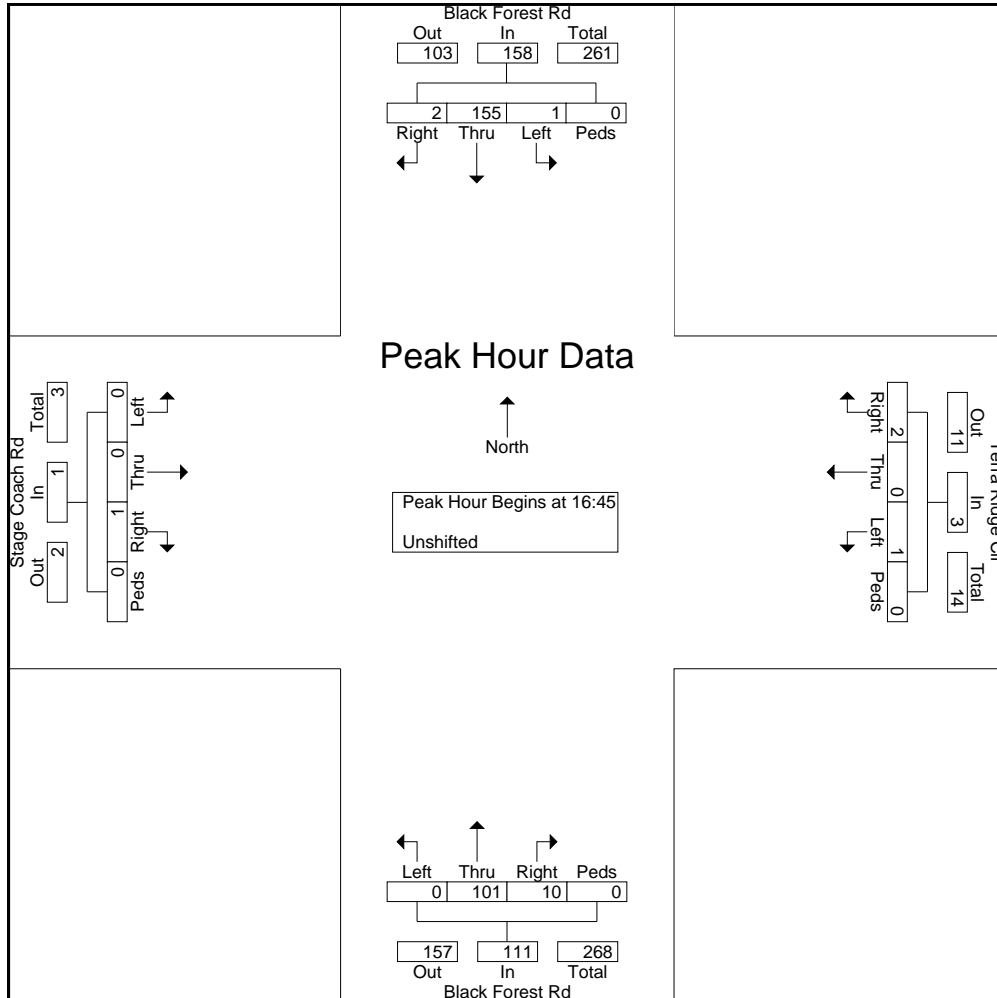 Black Forest Rd
Out In Total
103 158 261
2 155 1 0
Right Thru Left Peds
Peak Hour Data
North
Peak Hour Begins at 16:45
Unshifted
Stage Coach Rd
Total In Out
3 1 2
0 0 1 0
Left Thru Right Peds
Right Thru Left Peds
2 0 1 0
Out In Total
11 3 14
Ridge
Left Thru Right Peds
0 101 10 0
157 111 268
Out In Total
Black Forest Rd